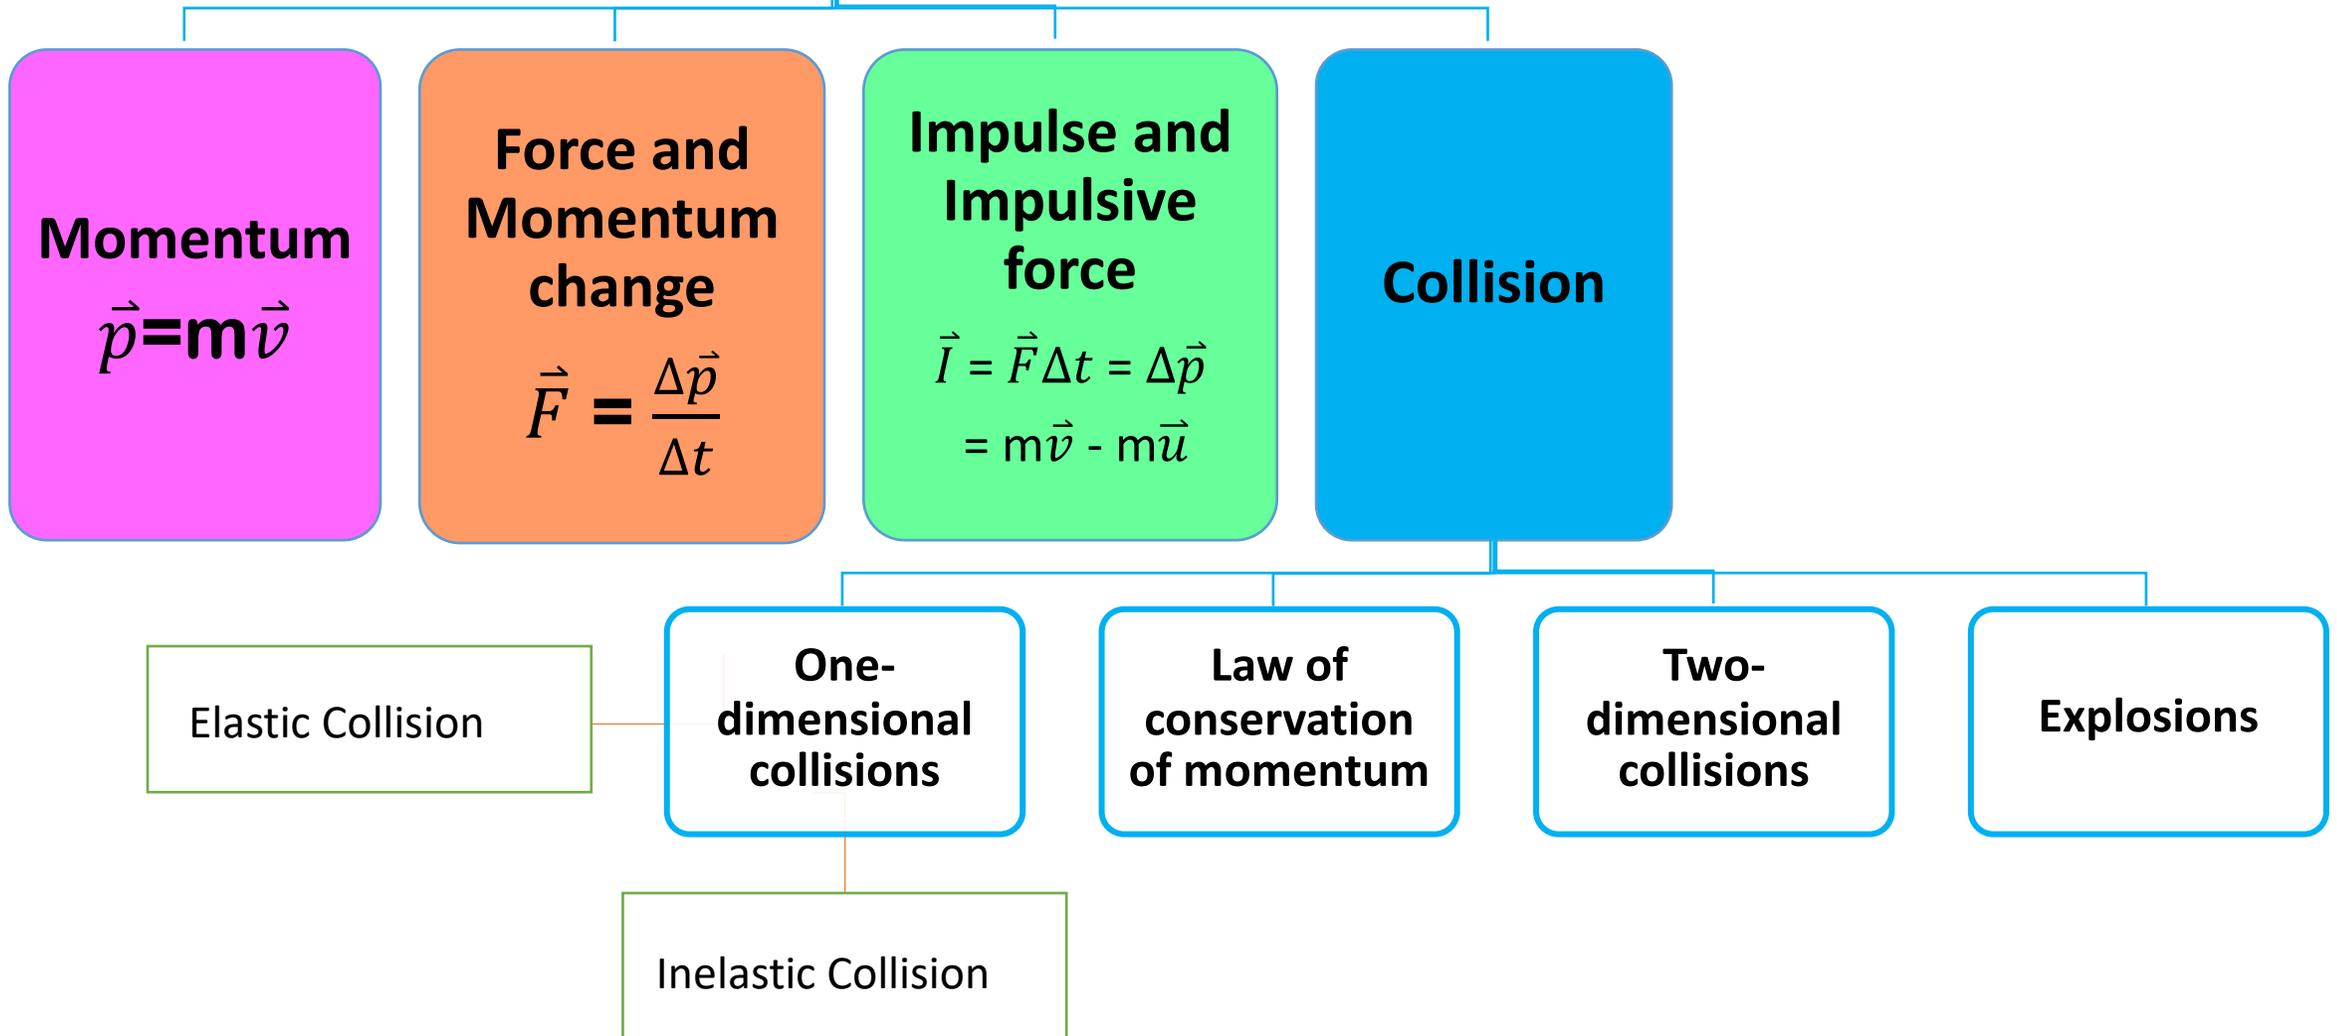 Momentum
p⃗=mv⃗
Force and
Momentum
change
F⃗ = Δp⃗/Δt
Impulse and
Impulsive
force
I⃗ = F⃗Δt = Δp⃗
= mv⃗ - mu⃗
Collision
One-
dimensional
collisions
Law of
conservation
of momentum
Two-
dimensional
collisions
Explosions
Elastic Collision
Inelastic Collision